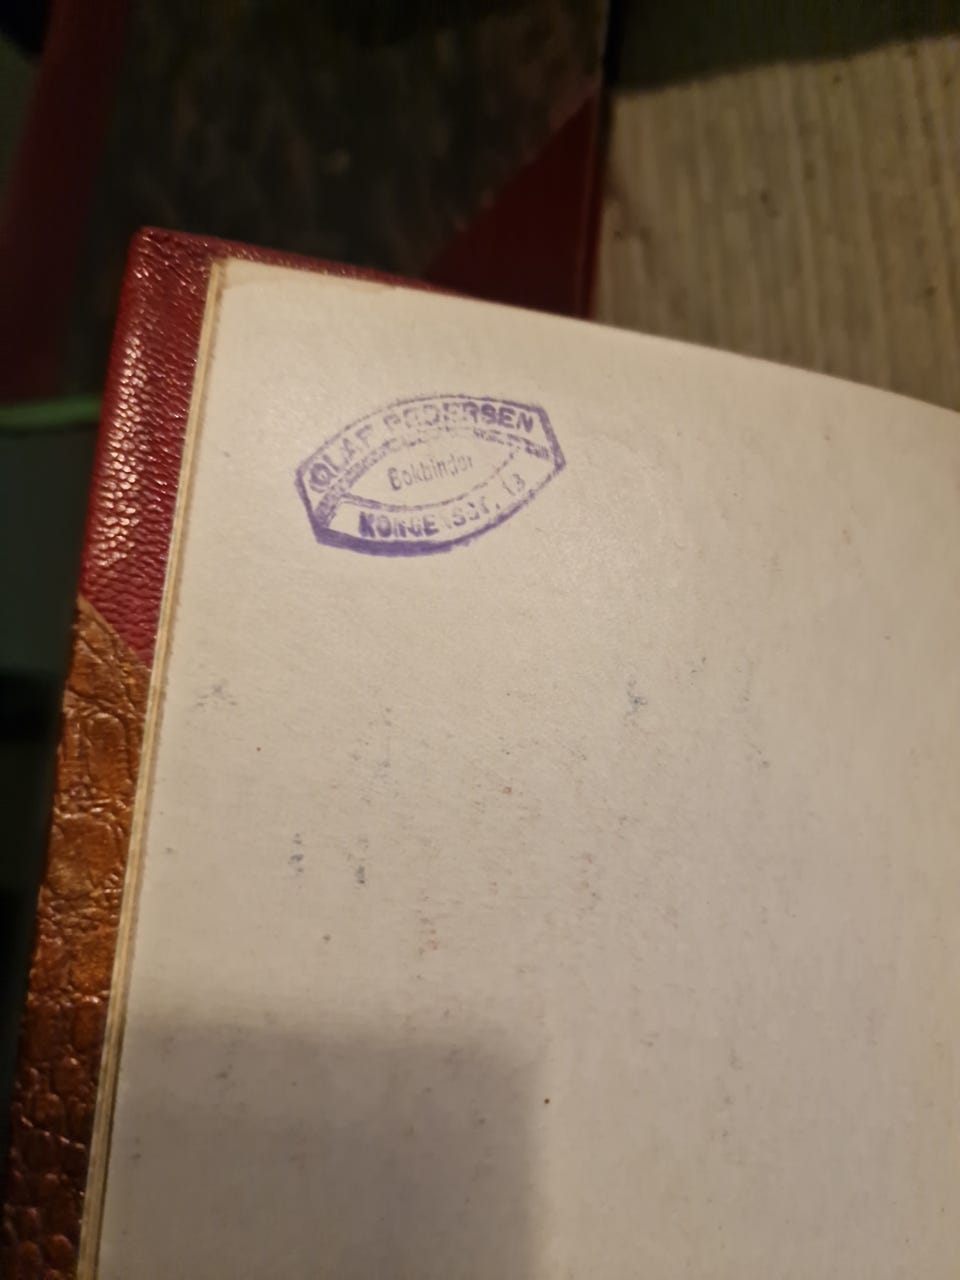 OLAF PEDERSEN
Bokbinder
KONGENSGT. 13